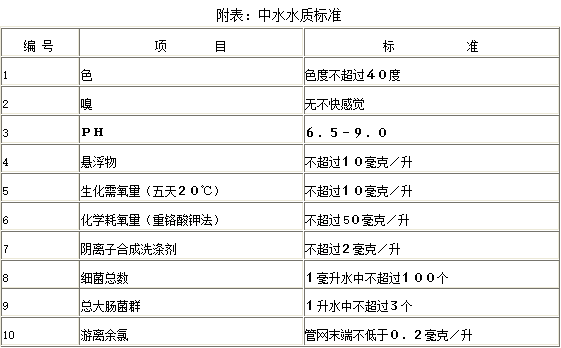 附表：中水水质标准
编 号 项 目 标 准
1 色 色度不超过４０度
2 嗅 无不快感觉
3 ＰＨ ６．５－９．０
4 悬浮物 不超过１０毫克／升
5 生化需氧量（五天２０℃） 不超过１０毫克／升
6 化学耗氧量（重铬酸钾法） 不超过５０毫克／升
7 阴离子合成洗涤剂 不超过２毫克／升
8 细菌总数 １毫升水中不超过１００个
9 总大肠菌群 １升水中不超过３个
10 游离余氯 管网末端不低于０．２毫克／升